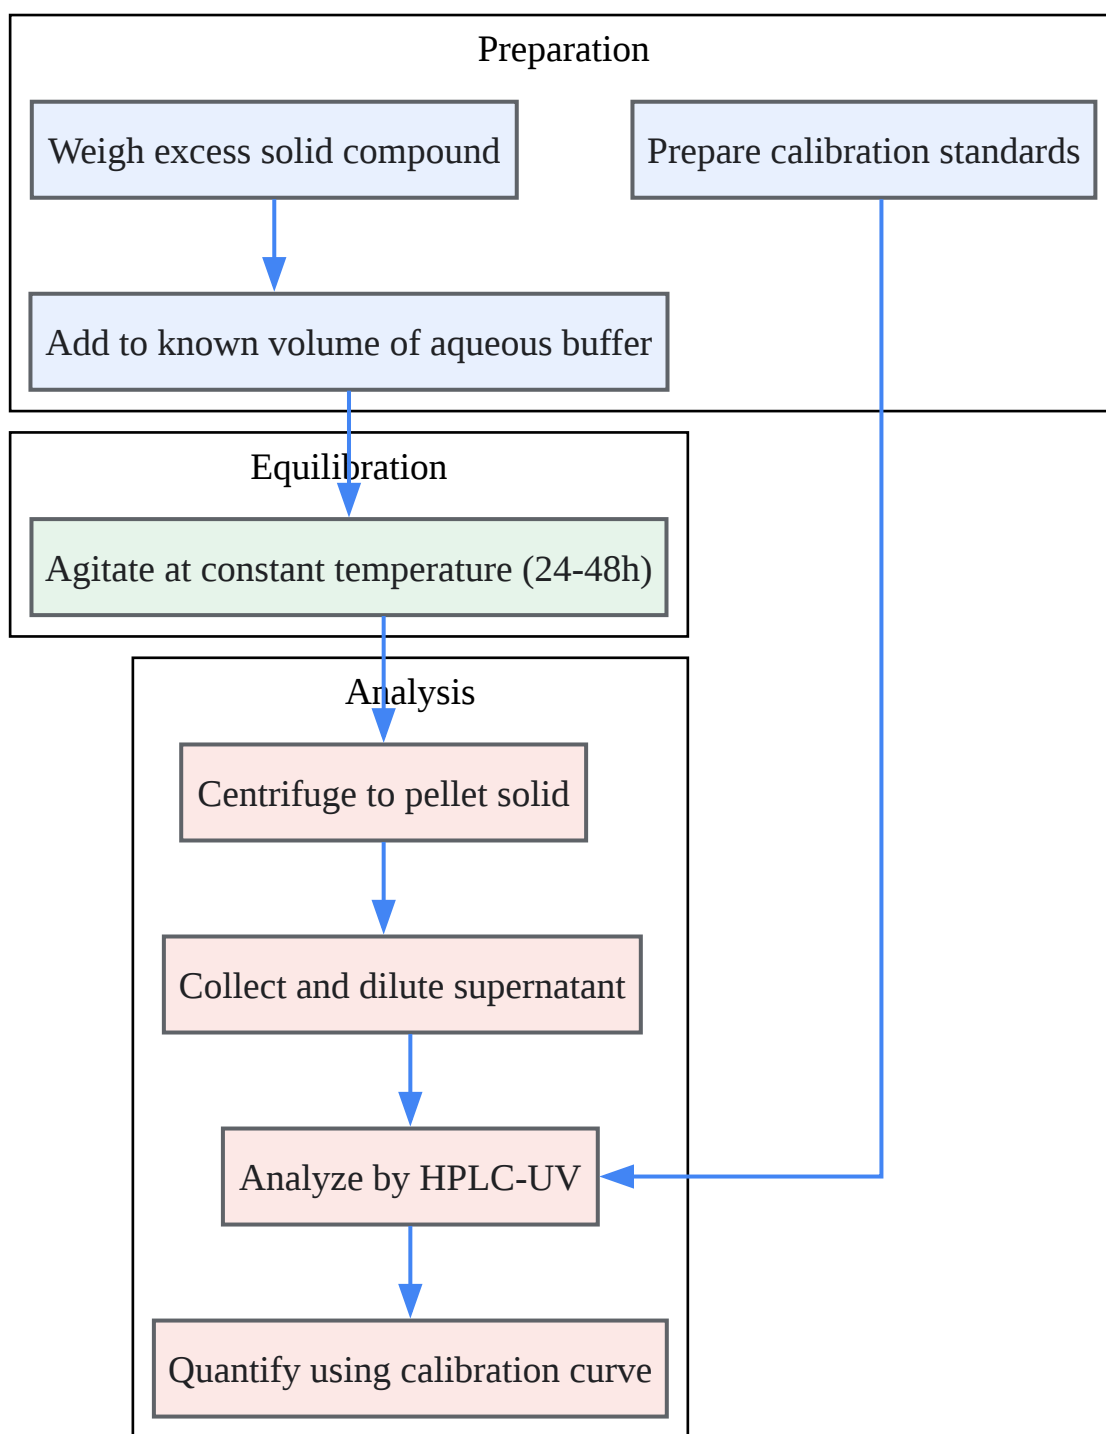 Preparation
Weigh excess solid compound
Prepare calibration standards
Add to known volume of aqueous buffer
Equilibration
Agitate at constant temperature (24-48h)
Analysis
Centrifuge to pellet solid
Collect and dilute supernatant
Analyze by HPLC-UV
Quantify using calibration curve